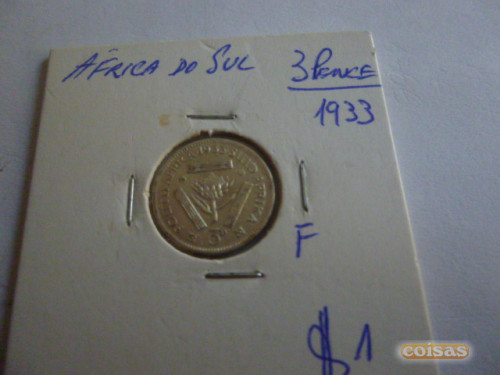 ÁFRICA DO SUL 3 PENCE
1933
F
$1
coisas